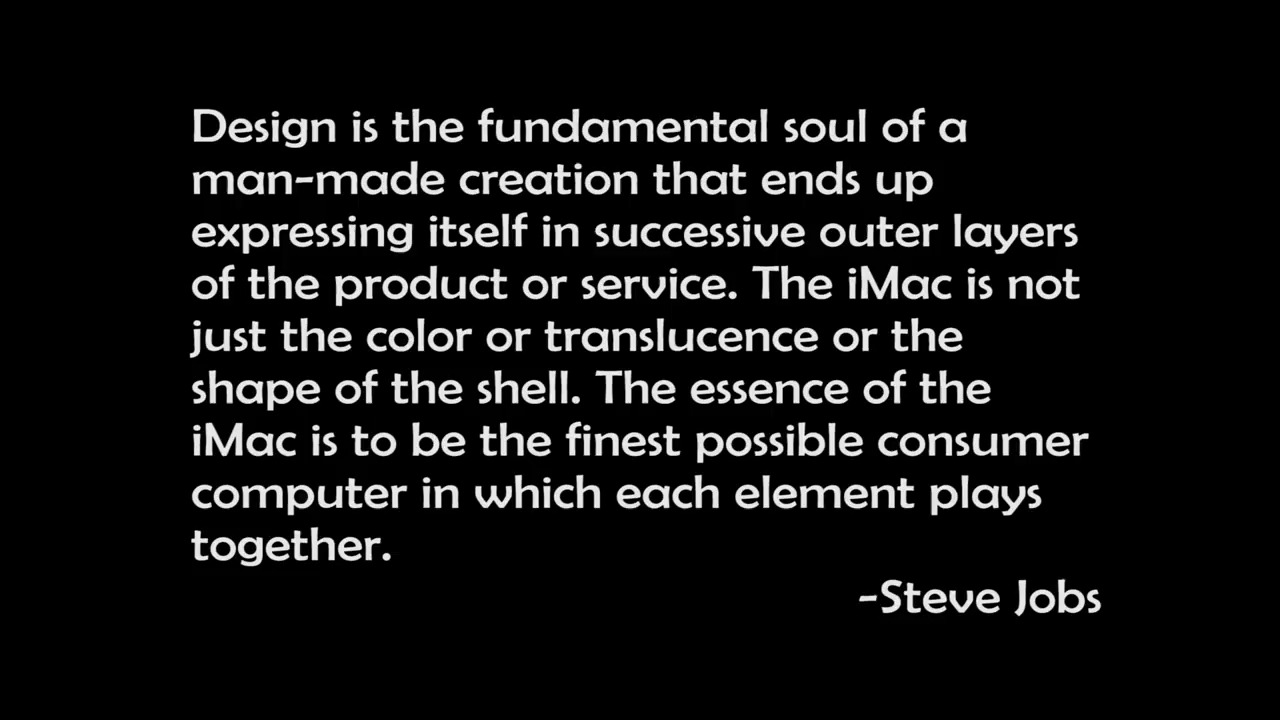 Design is the fundamental soul of a
man-made creation that ends up
expressing itself in successive outer layers
of the product or service. The iMac is not
just the color or translucence or the
shape of the shell. The essence of the
iMac is to be the finest possible consumer
computer in which each element plays
together.
-Steve Jobs